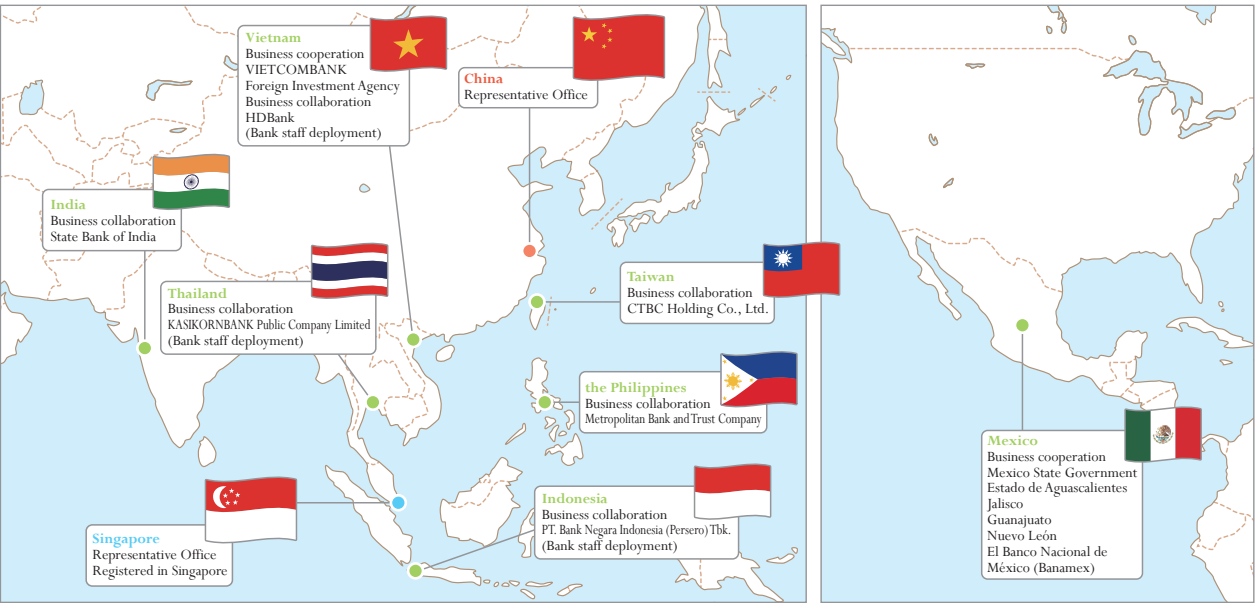 Vietnam
Business cooperation
VIETCOMBANK
Foreign Investment Agency
Business collaboration
HDBank
(Bank staff deployment)
China
Representative Office
India
Business collaboration
State Bank of India
Thailand
Business collaboration
KASIKORNBANK Public Company Limited
(Bank staff deployment)
Taiwan
Business collaboration
CTBC Holding Co., Ltd.
the Philippines
Business collaboration
Metropolitan Bank and Trust Company
Singapore
Representative Office
Registered in Singapore
Indonesia
Business collaboration
PT. Bank Negara Indonesia (Persero) Tbk.
(Bank staff deployment)
Mexico
Business cooperation
Mexico State Government
Estado de Aguascalientes
Jalisco
Guanajuato
Nuevo León
El Banco Nacional de
México (Banamex)